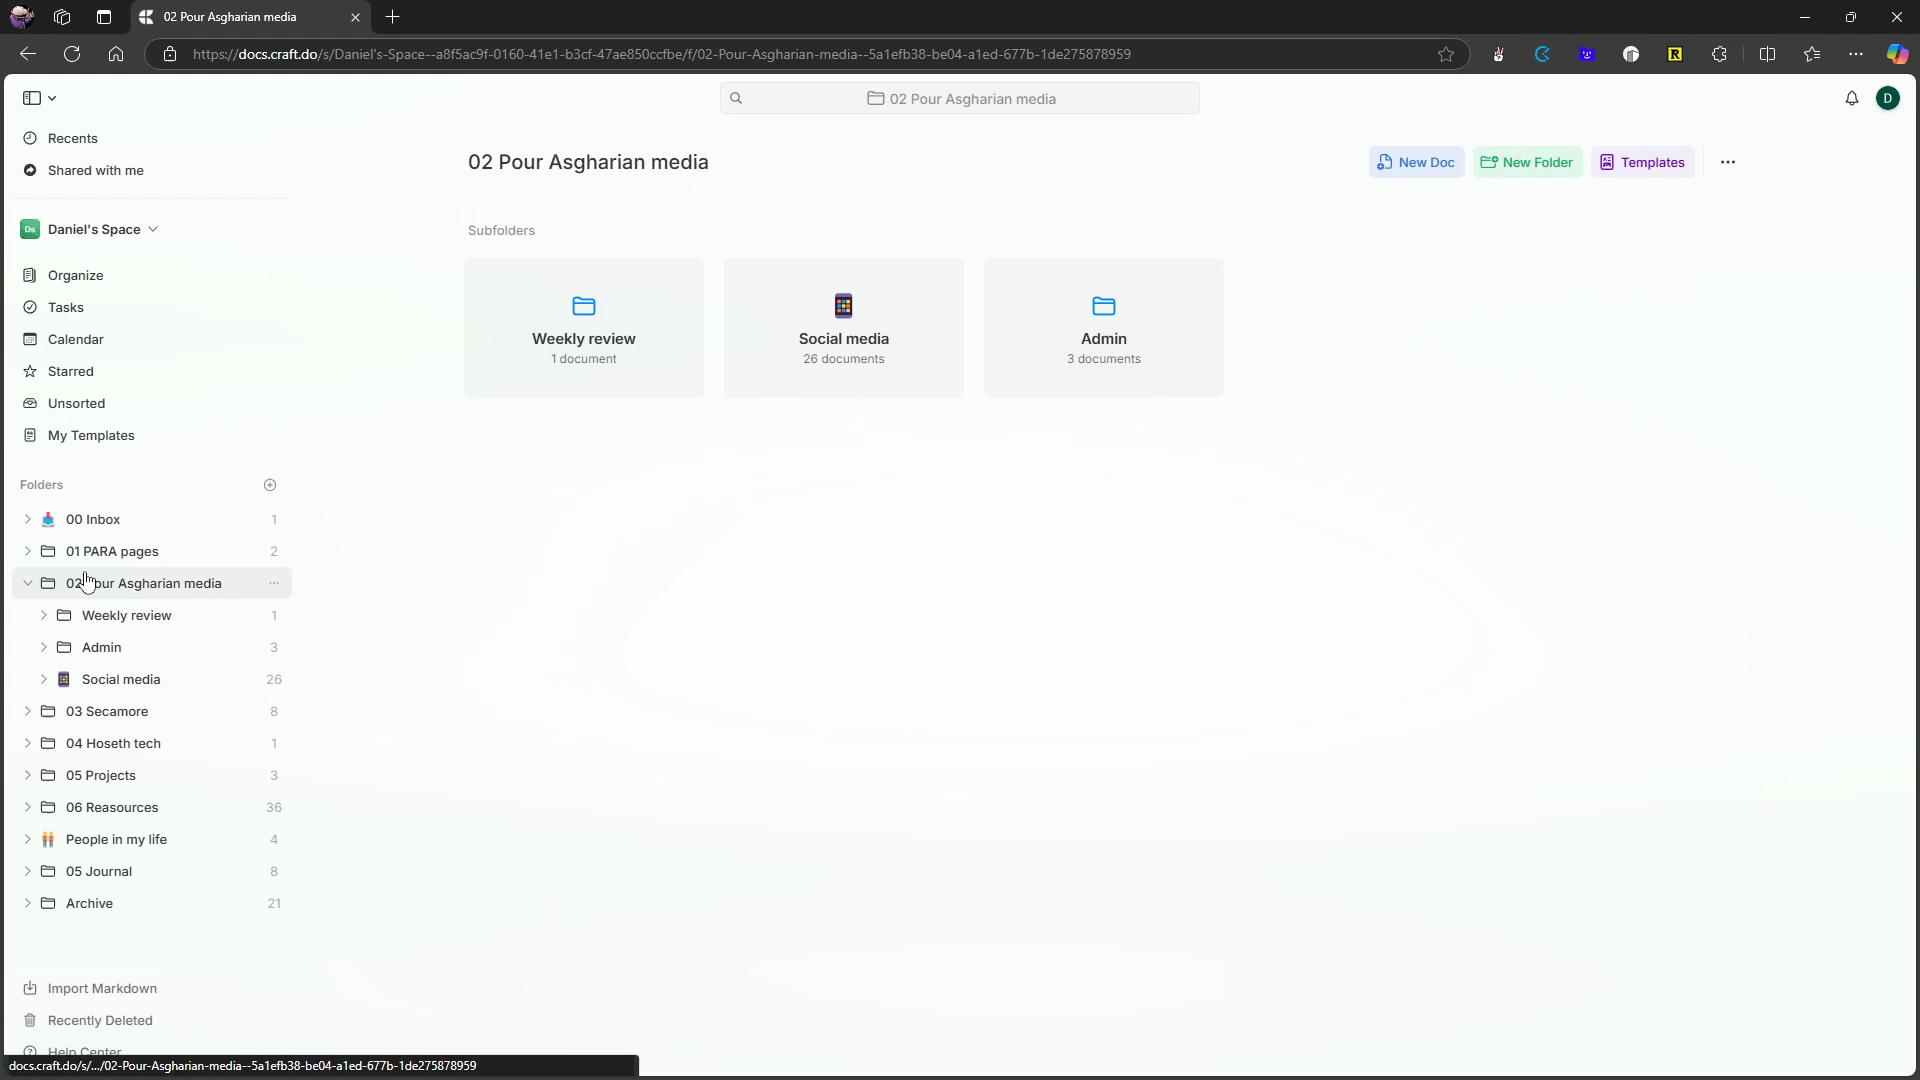 02 Pour Asgharian media
https://docs.craft.do/s/Daniel's-Space--a8f5ac9f-0160-41e1-b3cf-47ae850ccfbe/f/02-Pour-Asgharian-media--5a1efb38-be04-a1ed-677b-1de275878959
02 Pour Asgharian media
D
Recents
Shared with me
02 Pour Asgharian media
New Doc
New Folder
Templates
Ds
Daniel's Space
Subfolders
Organize
Tasks
Calendar
Starred
Unsorted
My Templates
Weekly review
1 document
Social media
26 documents
Admin
3 documents
Folders
00 Inbox 1
01 PARA pages 2
02 Pour Asgharian media
Weekly review 1
Admin 3
Social media 26
03 Secamore 8
04 Hoseth tech 1
05 Projects 3
06 Reasources 36
People in my life 4
05 Journal 8
Archive 21
Import Markdown
Recently Deleted
Help Center
docs.craft.do/s/.../02-Pour-Asgharian-media--5a1efb38-be04-a1ed-677b-1de275878959